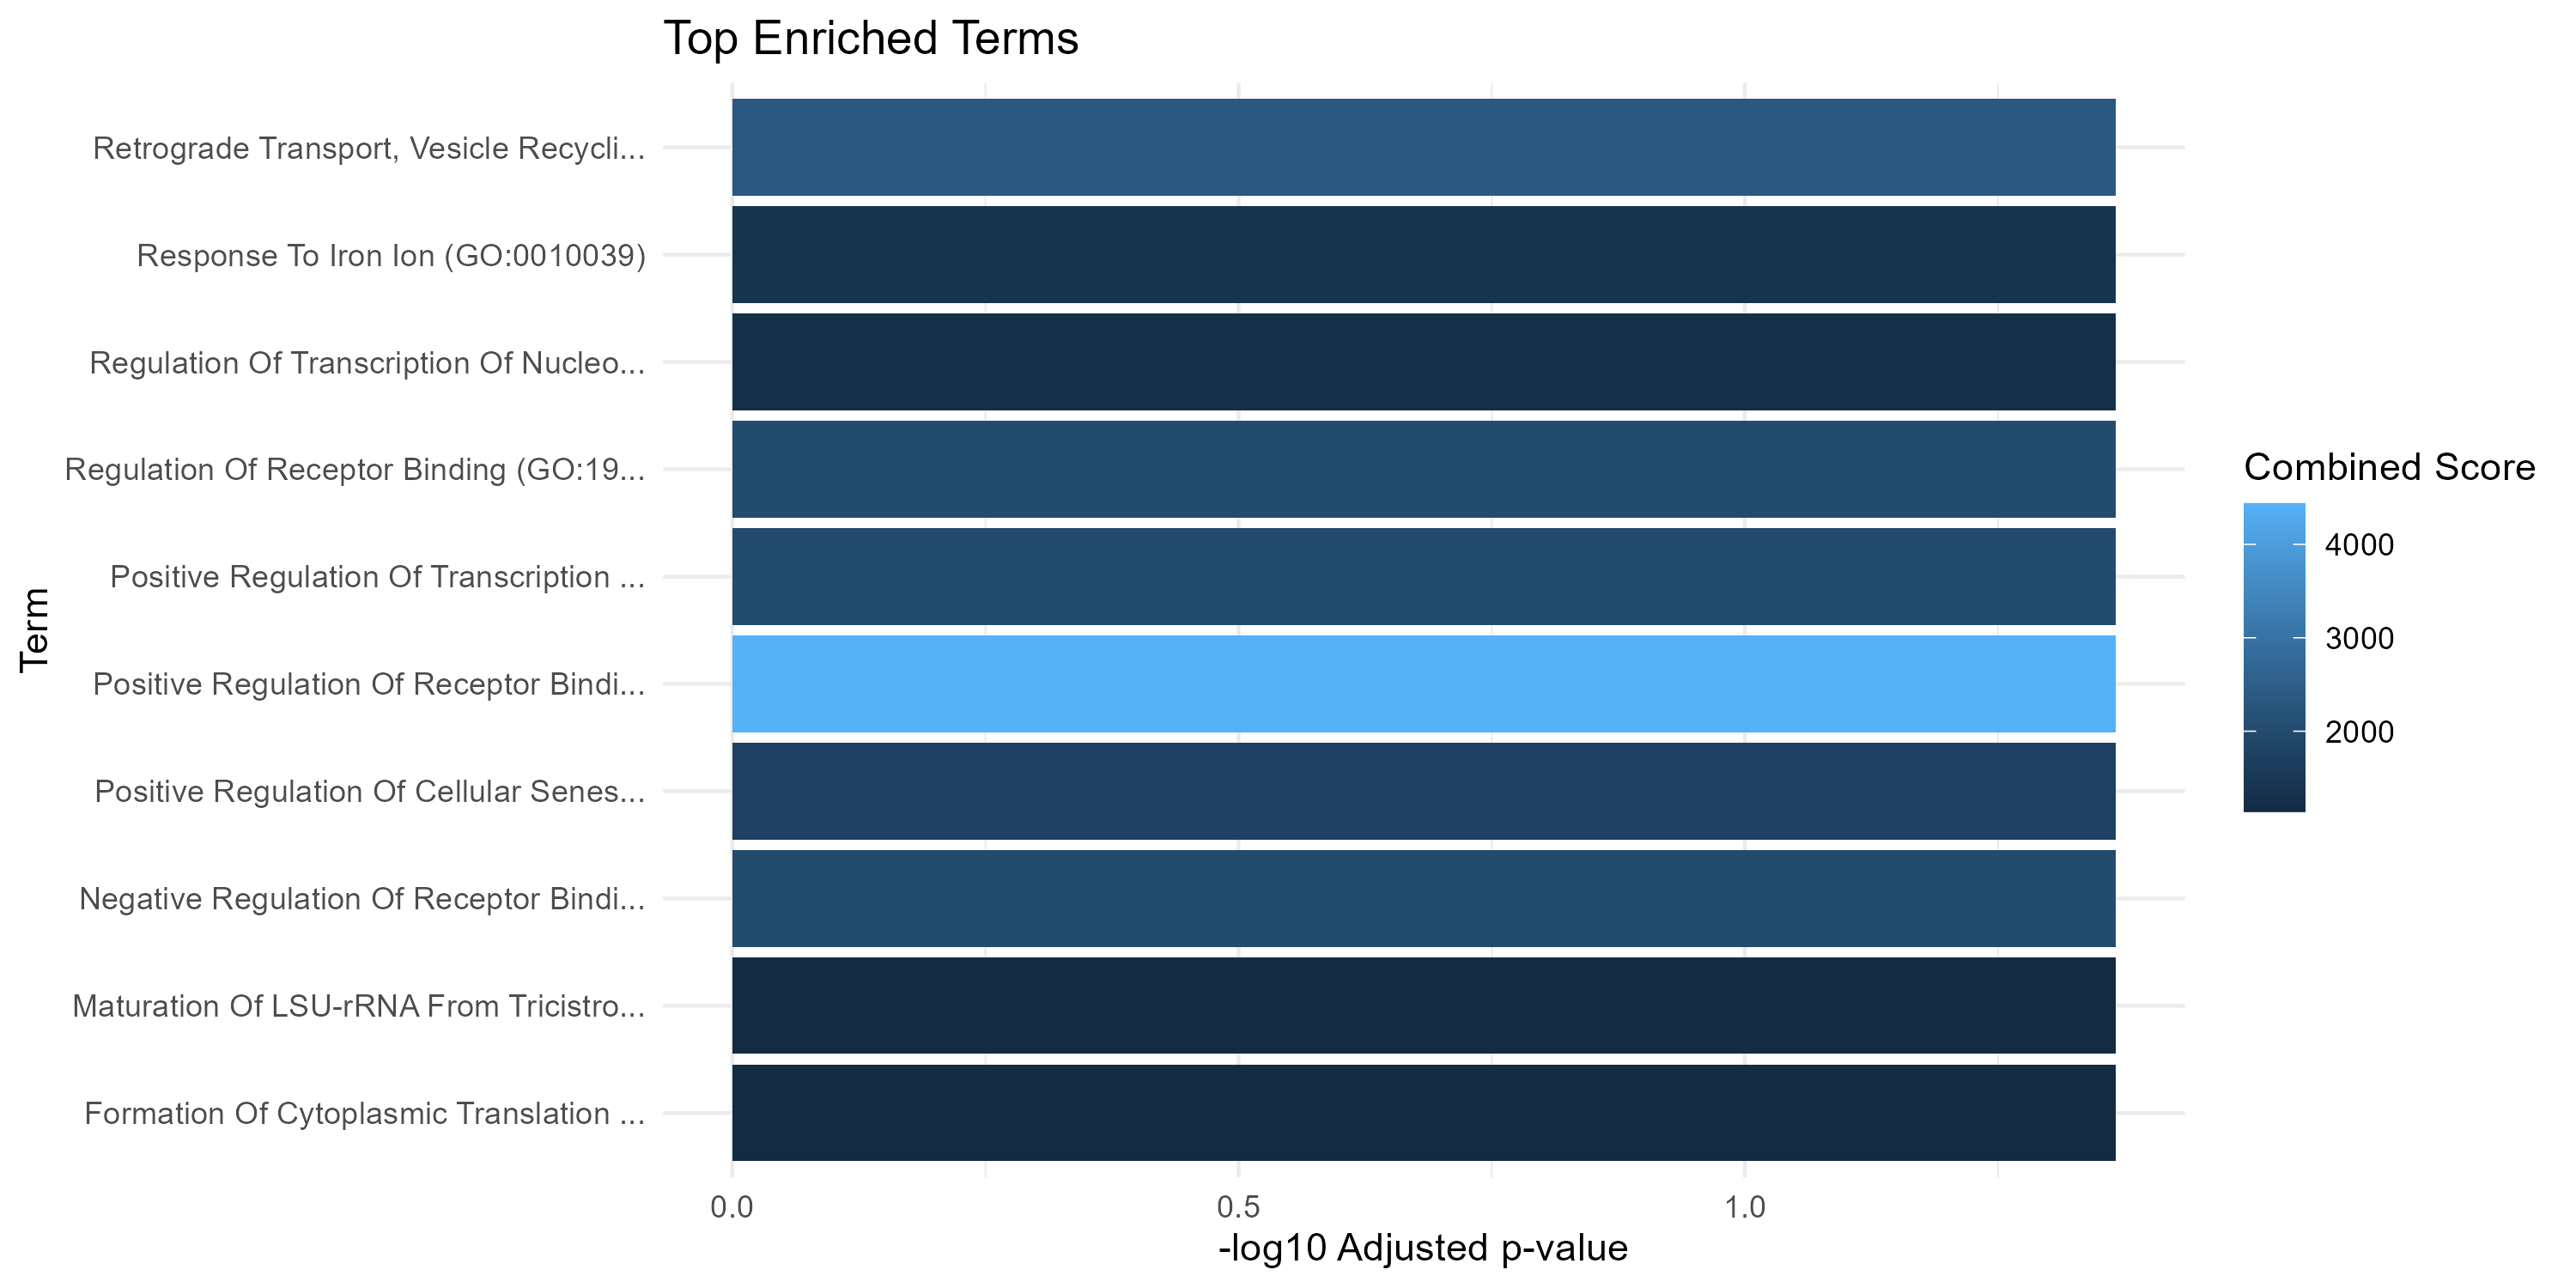 Top Enriched Terms
Retrograde Transport, Vesicle Recycli...
Response To Iron Ion (GO:0010039)
Regulation Of Transcription Of Nucleo...
Regulation Of Receptor Binding (GO:19...
Positive Regulation Of Transcription ...
Positive Regulation Of Receptor Bindi...
Positive Regulation Of Cellular Senes...
Negative Regulation Of Receptor Bindi...
Maturation Of LSU-rRNA From Tricistro...
Formation Of Cytoplasmic Translation ...
Term
0.0
0.5
1.0
-log10 Adjusted p-value
Combined Score
4000
3000
2000